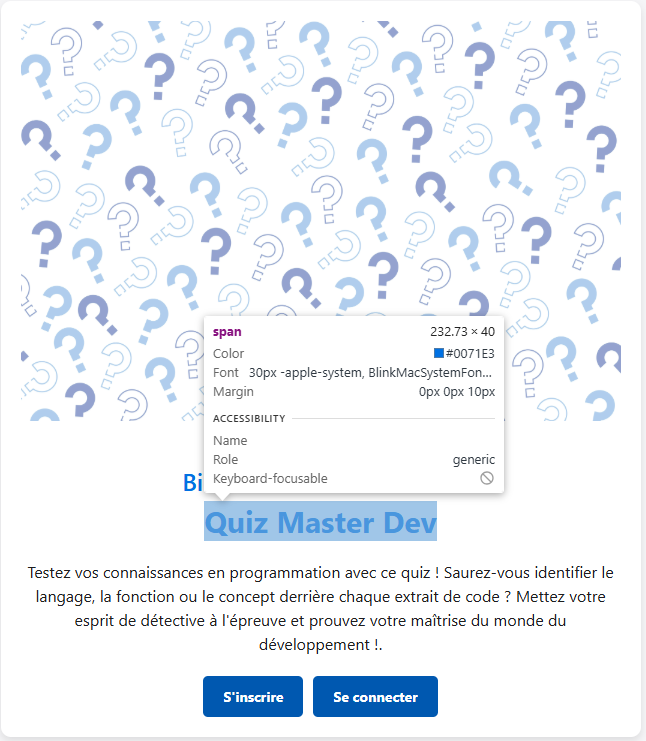 span 232.73 × 40
Color #0071E3
Font 30px -apple-system, BlinkMacSystemFon...
Margin 0px 0px 10px
ACCESSIBILITY
Name
Role generic
Keyboard-focusable
Bi
Quiz Master Dev
Testez vos connaissances en programmation avec ce quiz ! Saurez-vous identifier le
langage, la fonction ou le concept derrière chaque extrait de code ? Mettez votre
esprit de détective à l'épreuve et prouvez votre maîtrise du monde du
développement !.
S'inscrire Se connecter